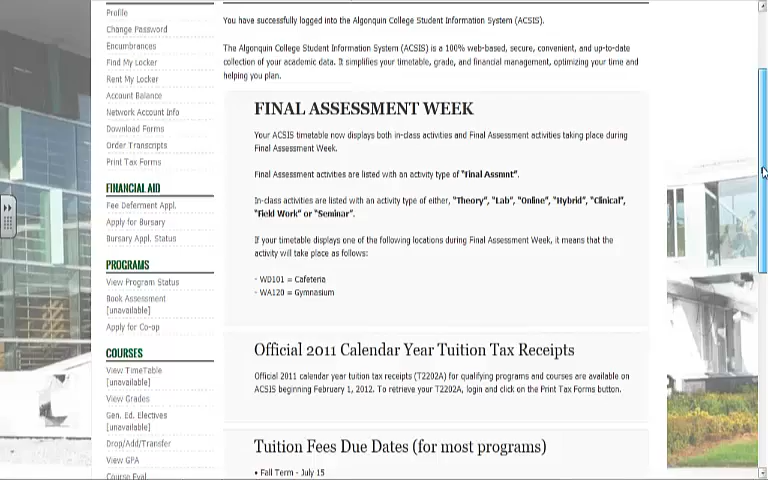 Profile
Change Password
Encumbrances
Find My Locker
Rent My Locker
Account Balance
Network Account Info
Download Forms
Order Transcripts
Print Tax Forms
FINANCIAL AID
Fee Deferment Appl.
Apply for Bursary
Bursary Appl. Status
PROGRAMS
View Program Status
Book Assessment
[unavailable]
Apply for Co-op
COURSES
View TimeTable
[unavailable]
View Grades
Gen. Ed. Electives
[unavailable]
Drop/Add/Transfer
View GPA
Course Eval.
You have successfully logged into the Algonquin College Student Information System (ACSIS).
The Algonquin College Student Information System (ACSIS) is a 100% web-based, secure, convenient, and up-to-date
collection of your academic data. It simplifies your timetable, grade, and financial management, optimizing your time and
helping you plan.
FINAL ASSESSMENT WEEK
Your ACSIS timetable now displays both in-class activities and Final Assessment activities taking place during
Final Assessment Week.
Final Assessment activities are listed with an activity type of "Final Assmnt".
In-class activities are listed with an activity type of either, "Theory", "Lab", "Online", "Hybrid", "Clinical",
"Field Work" or "Seminar".
If your timetable displays one of the following locations during Final Assessment Week, it means that the
activity will take place as follows:
- WD101 = Cafeteria
- WA120 = Gymnasium
Official 2011 Calendar Year Tuition Tax Receipts
Official 2011 calendar year tuition tax receipts (T2202A) for qualifying programs and courses are available on
ACSIS beginning February 1, 2012. To retrieve your T2202A, login and click on the Print Tax Forms button.
Tuition Fees Due Dates (for most programs)
• Fall Term - July 15